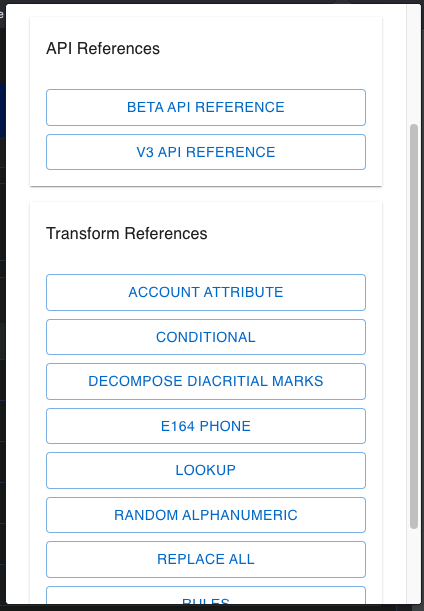 API References
BETA API REFERENCE
V3 API REFERENCE
Transform References
ACCOUNT ATTRIBUTE
CONDITIONAL
DECOMPOSE DIACRITIAL MARKS
E164 PHONE
LOOKUP
RANDOM ALPHANUMERIC
REPLACE ALL
RULES